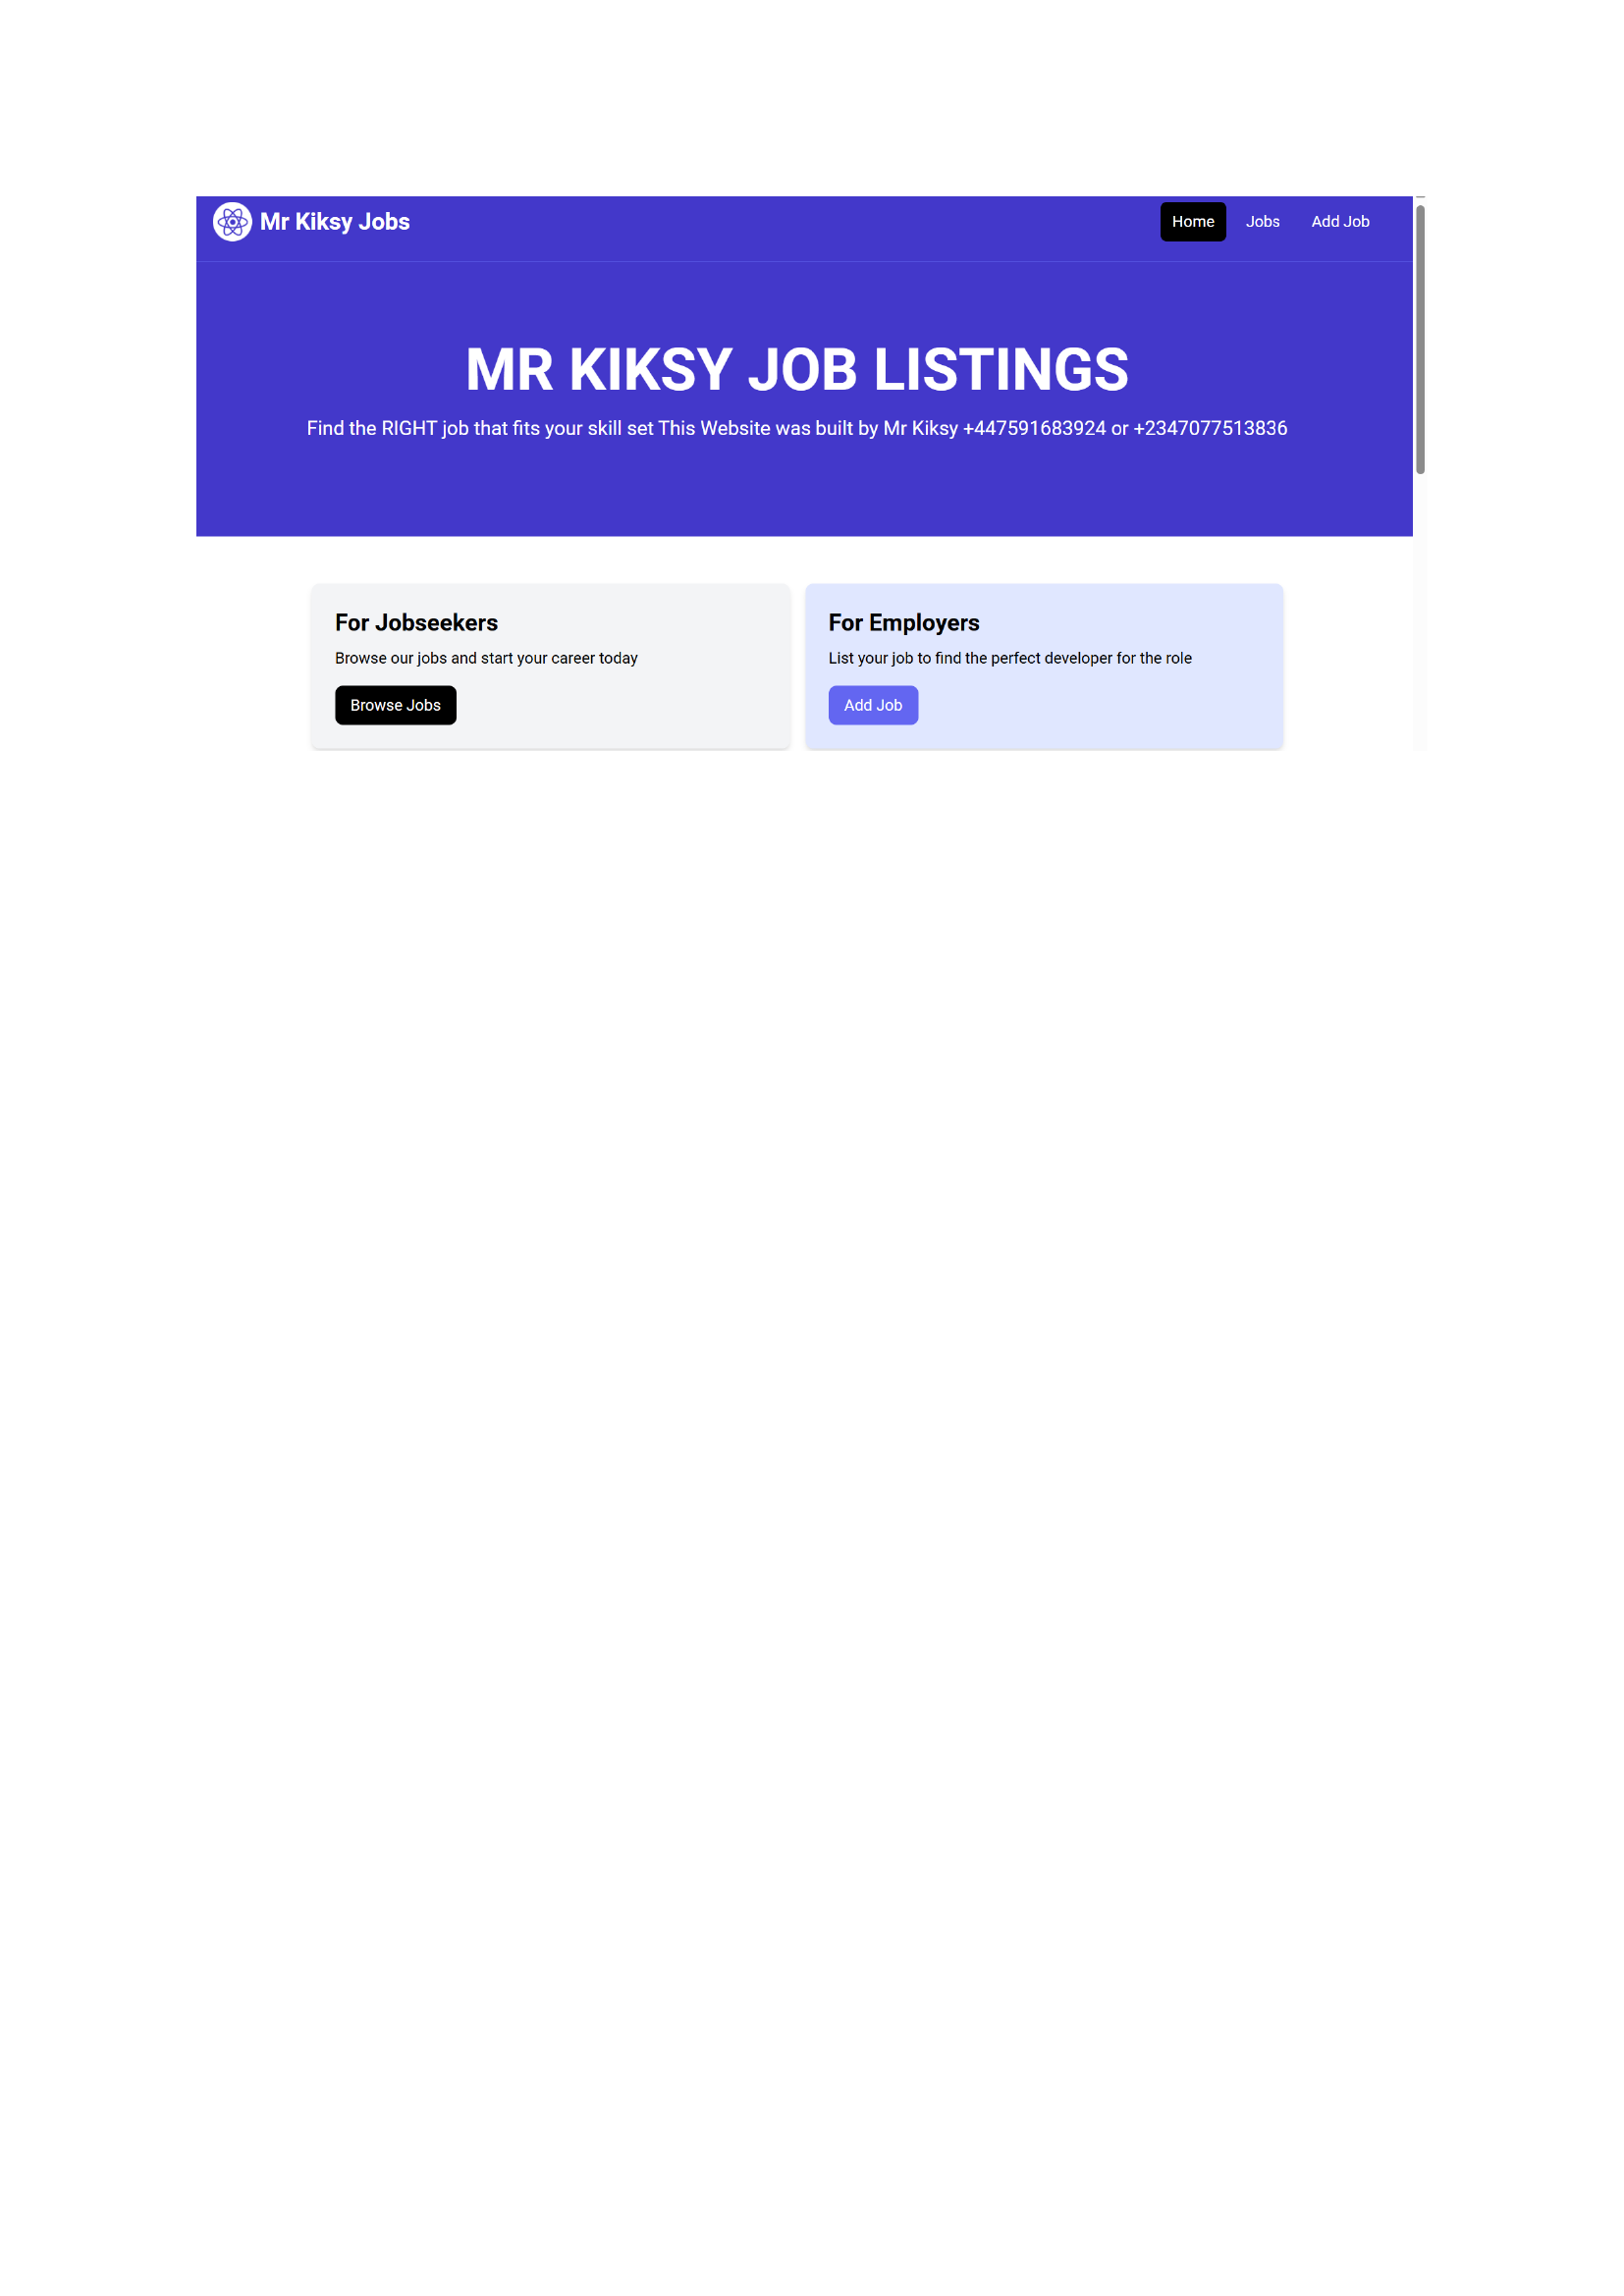 Mr Kiksy Jobs
Home Jobs Add Job
MR KIKSY JOB LISTINGS
Find the RIGHT job that fits your skill set This Website was built by Mr Kiksy +447591683924 or +2347077513836
For Jobseekers
Browse our jobs and start your career today
Browse Jobs
For Employers
List your job to find the perfect developer for the role
Add Job